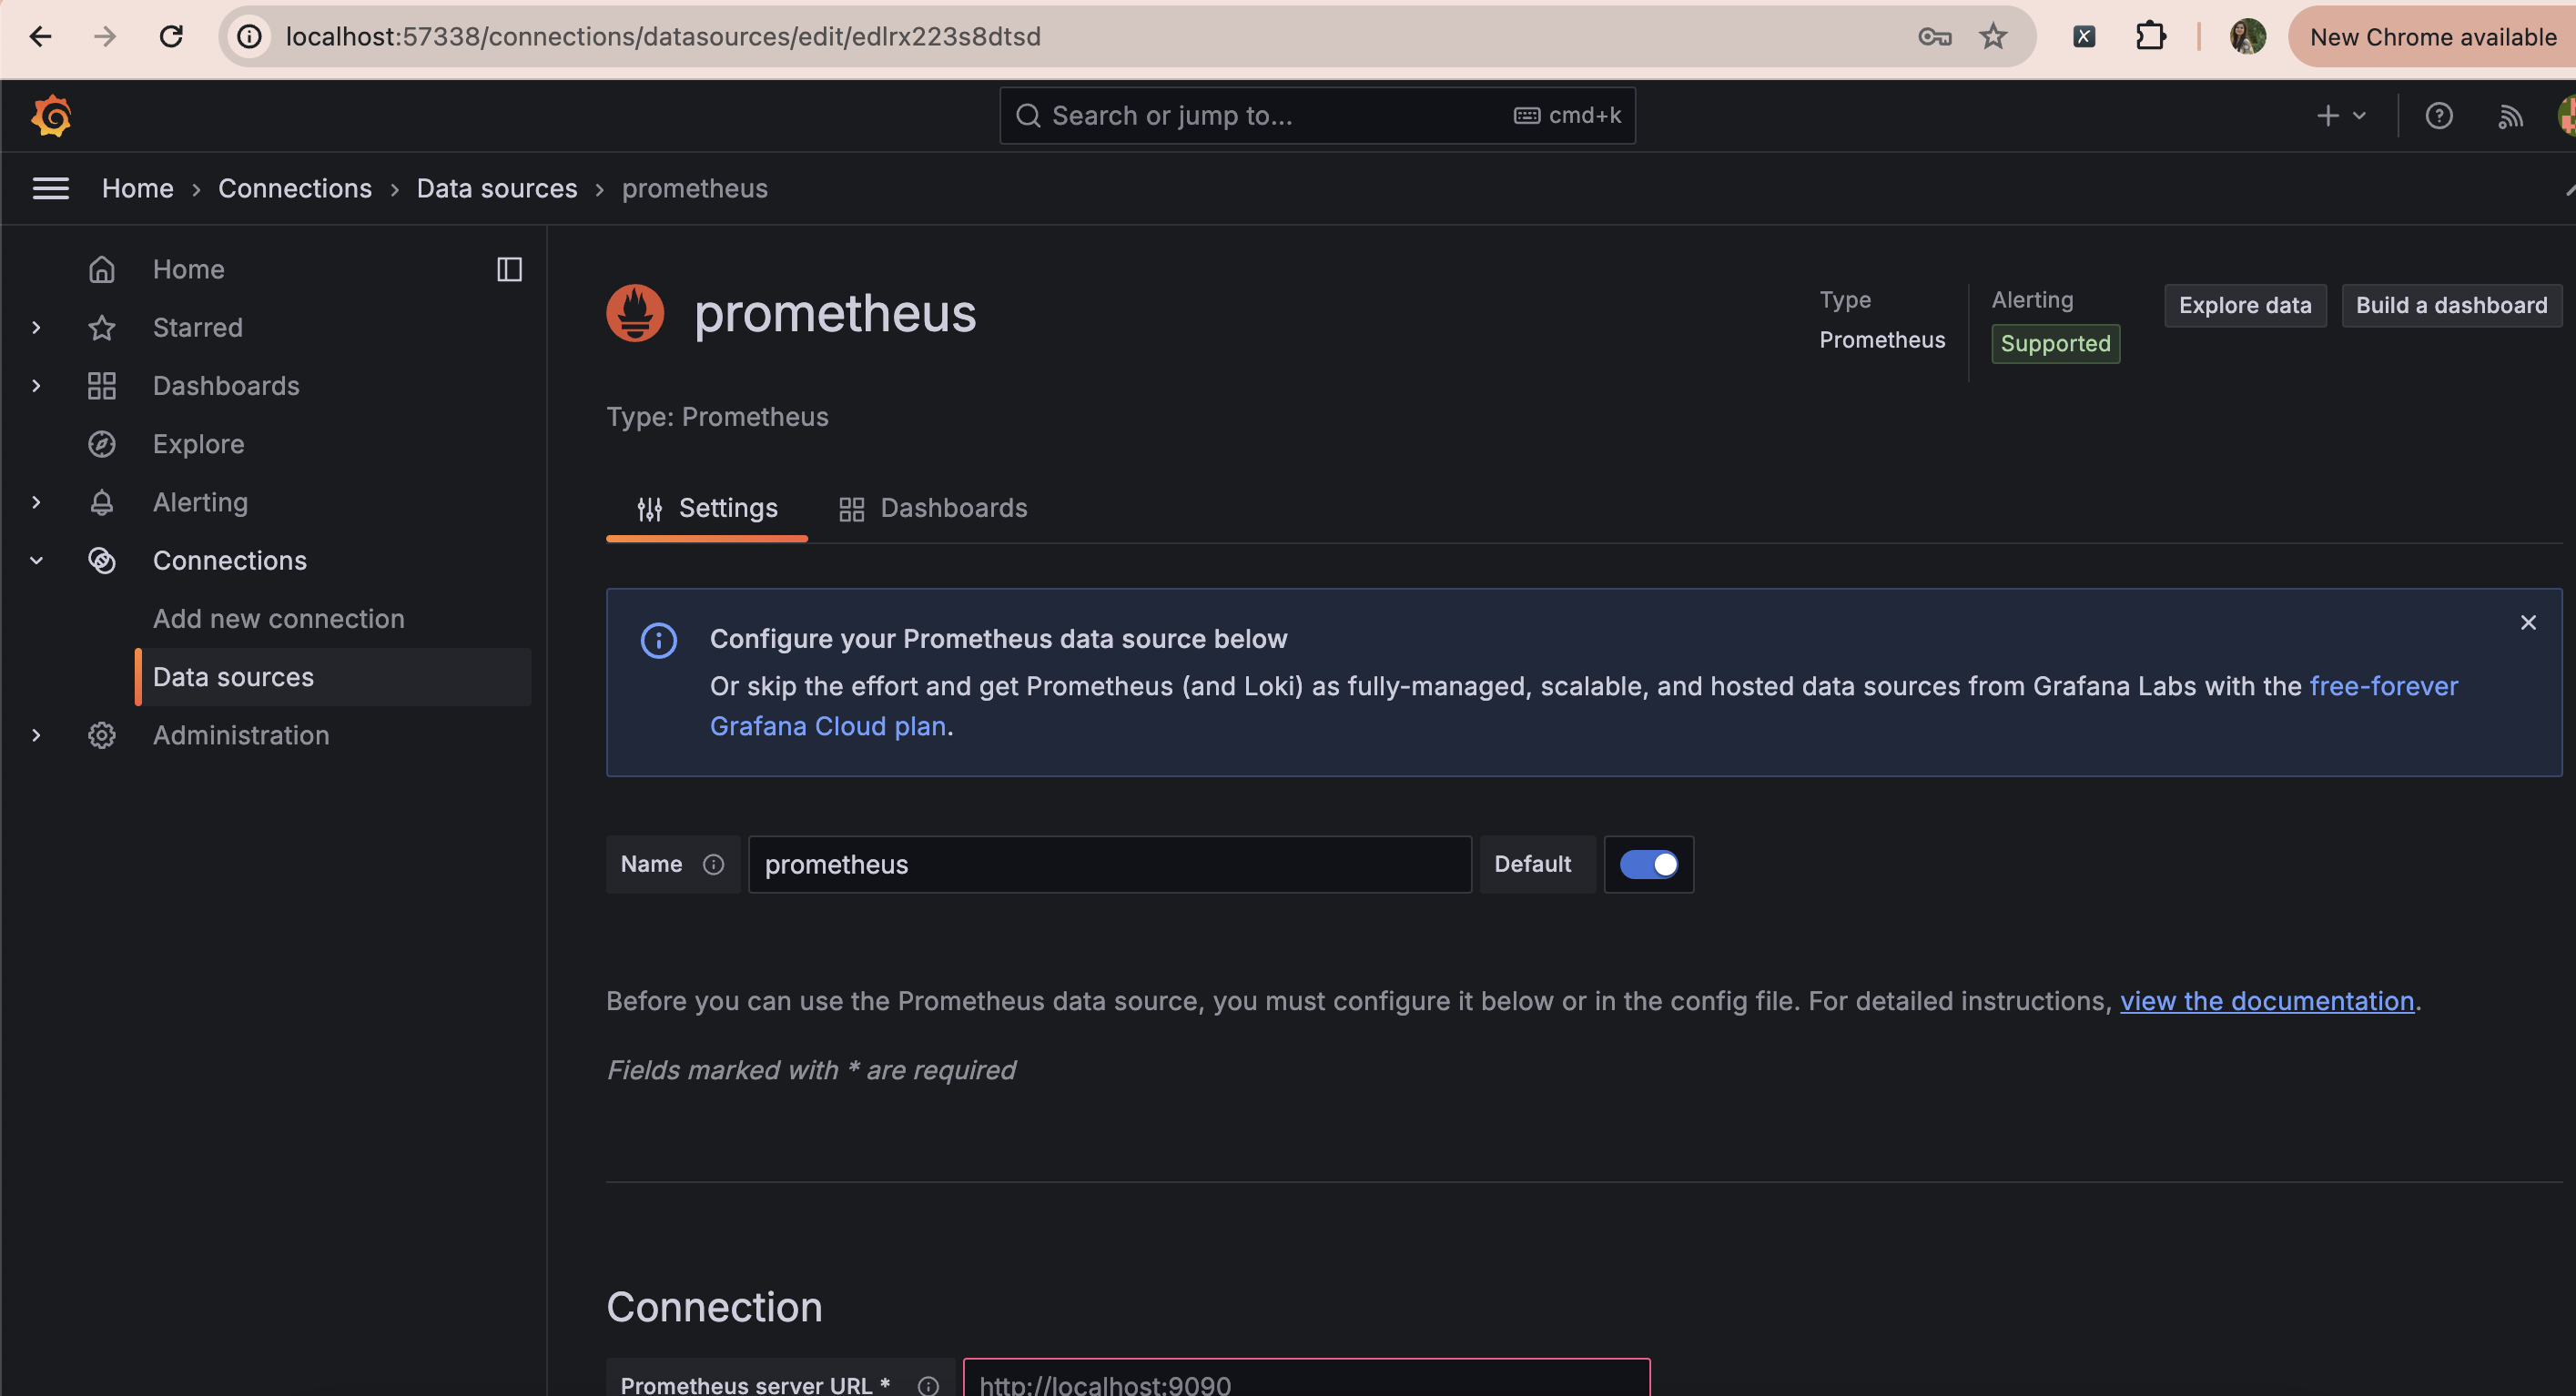 localhost:57338/connections/datasources/edit/edlrx223s8dtsd
New Chrome available
Search or jump to...
cmd+k
Home › Connections › Data sources › prometheus
Home
Starred
Dashboards
Explore
Alerting
Connections
Add new connection
Data sources
Administration
prometheus
Type
Prometheus
Alerting
Supported
Explore data
Build a dashboard
Type: Prometheus
Settings
Dashboards
Configure your Prometheus data source below
Or skip the effort and get Prometheus (and Loki) as fully-managed, scalable, and hosted data sources from Grafana Labs with the free-forever
Grafana Cloud plan.
Name
prometheus
Default
Before you can use the Prometheus data source, you must configure it below or in the config file. For detailed instructions, view the documentation.
Fields marked with * are required
Connection
Prometheus server URL *
http://localhost:9090